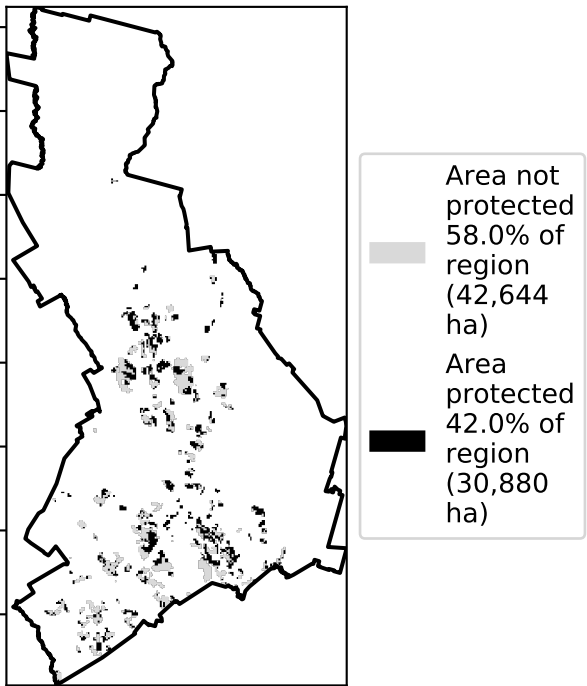 Area not
protected
58.0% of
region
(42,644
ha)
Area
protected
42.0% of
region
(30,880
ha)